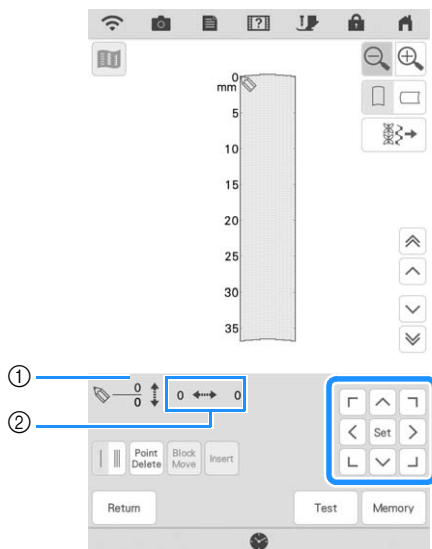 ?
0
mm
5
10
15
20
25
30
35
①
0
0
0 0
②
Point
Delete
Block
Move
Insert
Set
Return
Test
Memory